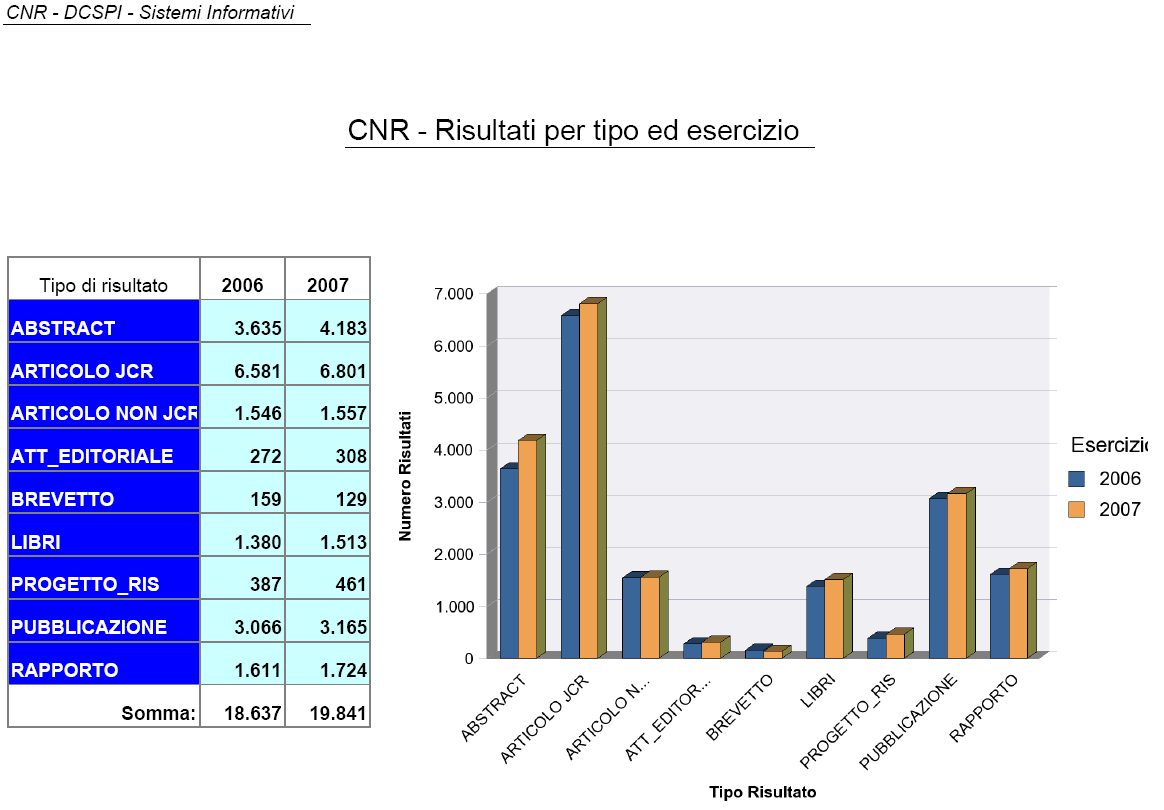 CNR - DCSPI - Sistemi Informativi
CNR - Risultati per tipo ed esercizio
Tipo di risultato 2006 2007
ABSTRACT 3.635 4.183
ARTICOLO JCR 6.581 6.801
ARTICOLO NON JCR 1.546 1.557
ATT_EDITORIALE 272 308
BREVETTO 159 129
LIBRI 1.380 1.513
PROGETTO_RIS 387 461
PUBBLICAZIONE 3.066 3.165
RAPPORTO 1.611 1.724
Somma: 18.637 19.841
Numero Risultati
7.000
6.000
5.000
4.000
3.000
2.000
1.000
0
ABSTRACT
ARTICOLO JCR
ARTICOLO N...
ATT_EDITOR...
BREVETTO
LIBRI
PROGETTO_RIS
PUBBLICAZIONE
RAPPORTO
Tipo Risultato
Esercizi
2006
2007